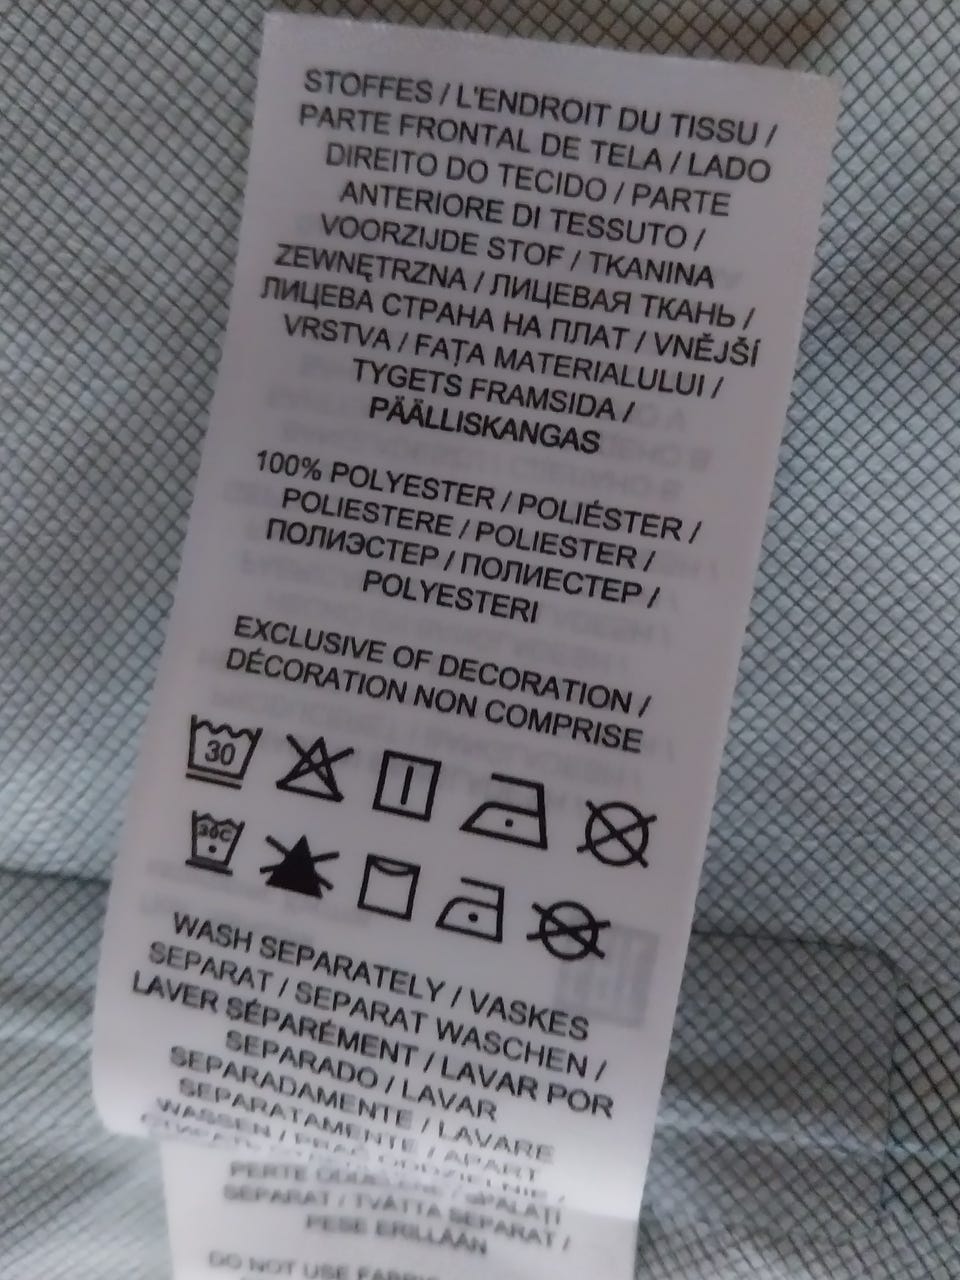 STOFFES / L'ENDROIT DU TISSU /
PARTE FRONTAL DE TELA / LADO
DIREITO DO TECIDO / PARTE
ANTERIORE DI TESSUTO /
VOORZIJDE STOF / TKANINA
ZEWNĘTRZNA / ЛИЦЕВАЯ ТКАНЬ /
ЛИЦЕВА СТРАНА НА ПЛАТ / VNĚJŠÍ
VRSTVA / FAȚA MATERIALULUI /
TYGETS FRAMSIDA /
PÄÄLLISKANGAS
100% POLYESTER / POLIÉSTER /
POLIESTERE / POLIESTER /
ПОЛИЭСТЕР / ПОЛИЕСТЕР /
POLYESTERI
EXCLUSIVE OF DECORATION /
DÉCORATION NON COMPRISE
30
30C
WASH SEPARATELY / VASKES
SEPARAT / SEPARAT WASCHEN /
LAVER SÉPARÉMENT / LAVAR POR
SEPARADO / LAVAR
SEPARADAMENTE / LAVARE
SEPARATAMENTE / APART
WASSEN / PRAĆ ODDZIELNIE /
SEPARAT / TVÄTTA SEPARAT /
PESE ERILLÄÄN
DO NOT USE